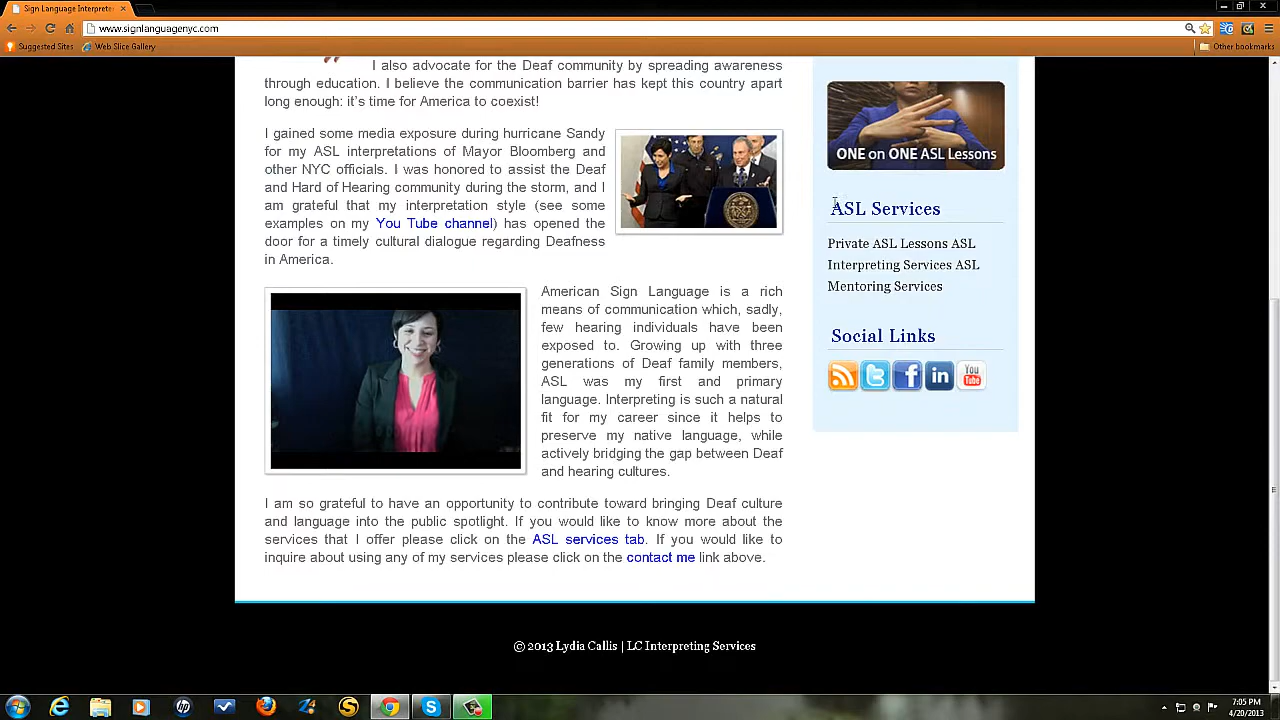 Sign Language Interprete
www.signlanguagenyc.com
Suggested Sites
Web Slice Gallery
Other bookmarks
I also advocate for the Deaf community by spreading awareness
through education. I believe the communication barrier has kept this country apart
long enough: it's time for America to coexist!
I gained some media exposure during hurricane Sandy
for my ASL interpretations of Mayor Bloomberg and
other NYC officials. I was honored to assist the Deaf
and Hard of Hearing community during the storm, and I
am grateful that my interpretation style (see some
examples on my You Tube channel) has opened the
door for a timely cultural dialogue regarding Deafness
in America.
American Sign Language is a rich
means of communication which, sadly,
few hearing individuals have been
exposed to. Growing up with three
generations of Deaf family members,
ASL was my first and primary
language. Interpreting is such a natural
fit for my career since it helps to
preserve my native language, while
actively bridging the gap between Deaf
and hearing cultures.
I am so grateful to have an opportunity to contribute toward bringing Deaf culture
and language into the public spotlight. If you would like to know more about the
services that I offer please click on the ASL services tab. If you would like to
inquire about using any of my services please click on the contact me link above.
ONE on ONE ASL Lessons
ASL Services
Private ASL Lessons ASL
Interpreting Services ASL
Mentoring Services
Social Links
in
You
Tube
© 2013 Lydia Callis | LC Interpreting Services
7:05 PM
4/20/2013